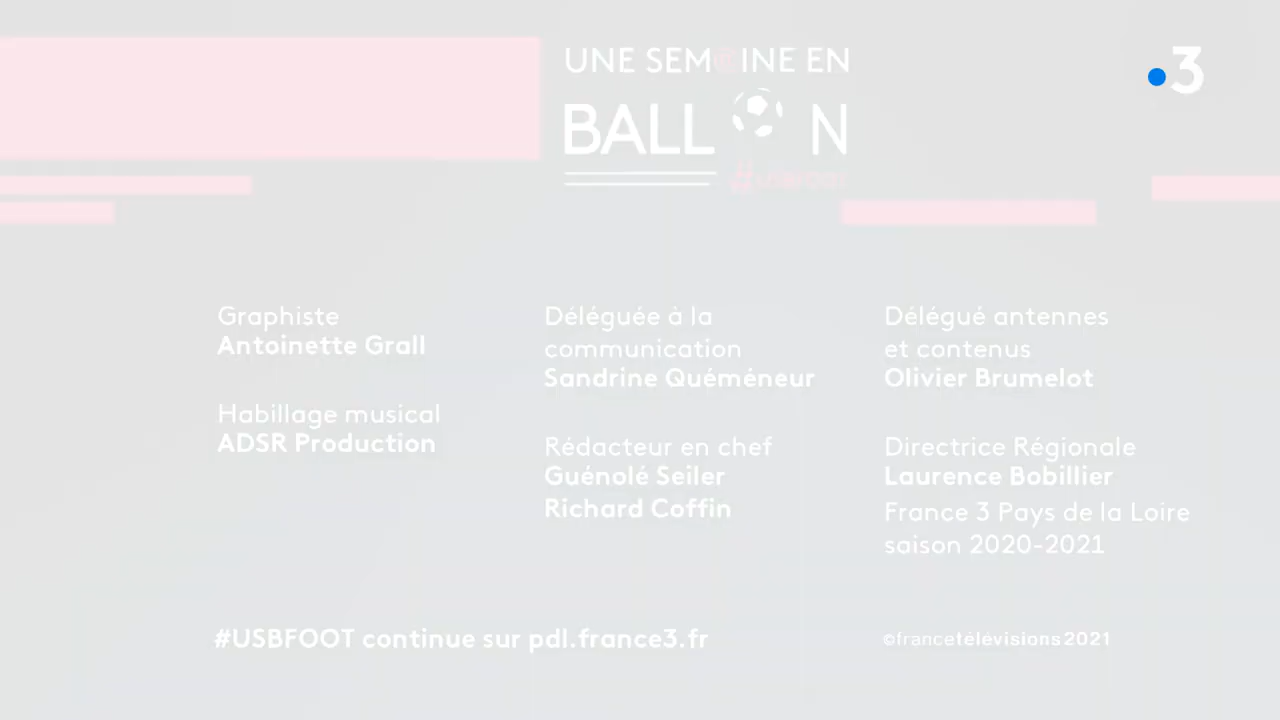 UNE SEMAINE EN
BALLON
#usbfoot
3
Graphiste
Antoinette Grall
Habillage musical
ADSR Production
Déléguée à la
communication
Sandrine Quéméneur
Rédacteur en chef
Guénolé Seiler
Richard Coffin
Délégué antennes
et contenus
Olivier Brumelot
Directrice Régionale
Laurence Bobillier
France 3 Pays de la Loire
saison 2020-2021
#USBFOOT continue sur pdl.france3.fr
©francetélévisions2021